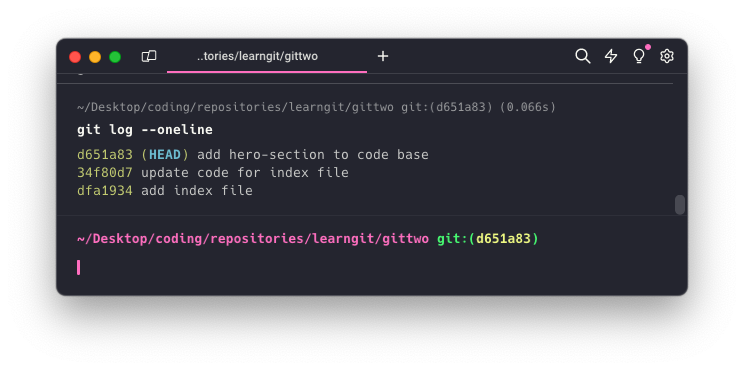 ..tories/learngit/gittwo
~/Desktop/coding/repositories/learngit/gittwo git:(d651a83) (0.066s)
git log --oneline
d651a83 (HEAD) add hero-section to code base
34f80d7 update code for index file
dfa1934 add index file
~/Desktop/coding/repositories/learngit/gittwo git:(d651a83)